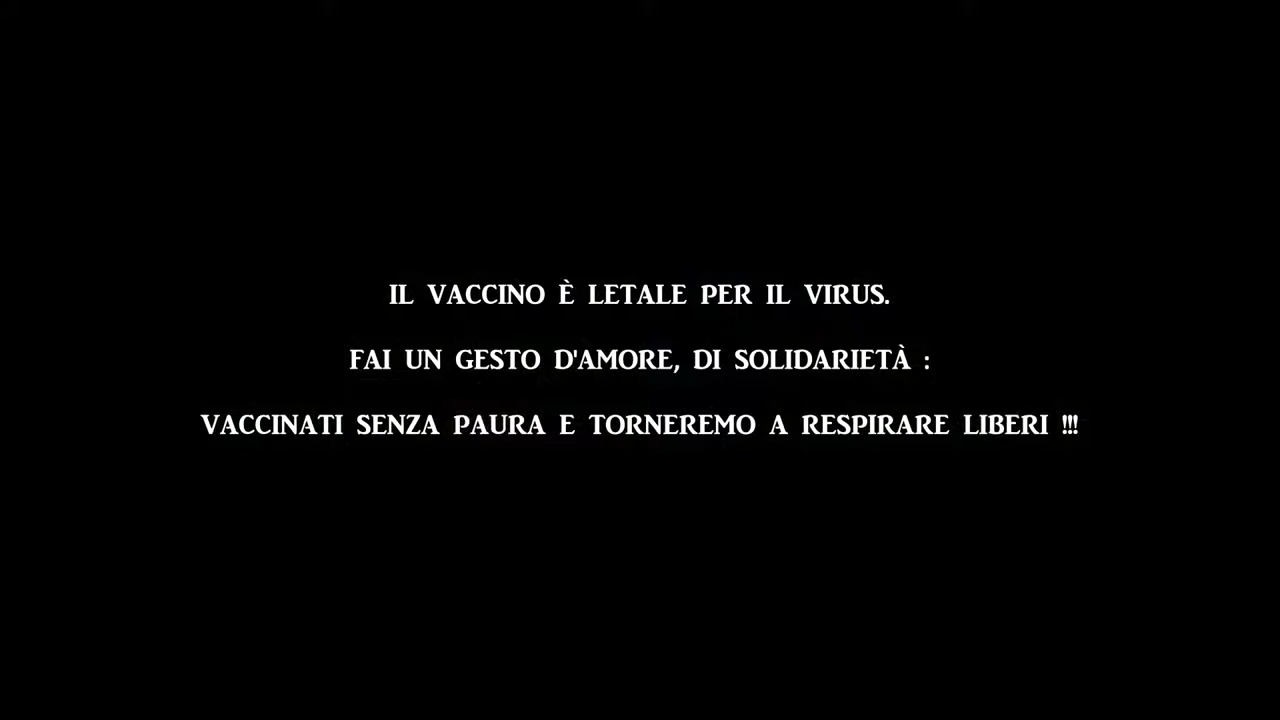 IL VACCINO È LETALE PER IL VIRUS.
FAI UN GESTO D'AMORE, DI SOLIDARIETÀ :
VACCINATI SENZA PAURA E TORNEREMO A RESPIRARE LIBERI !!!